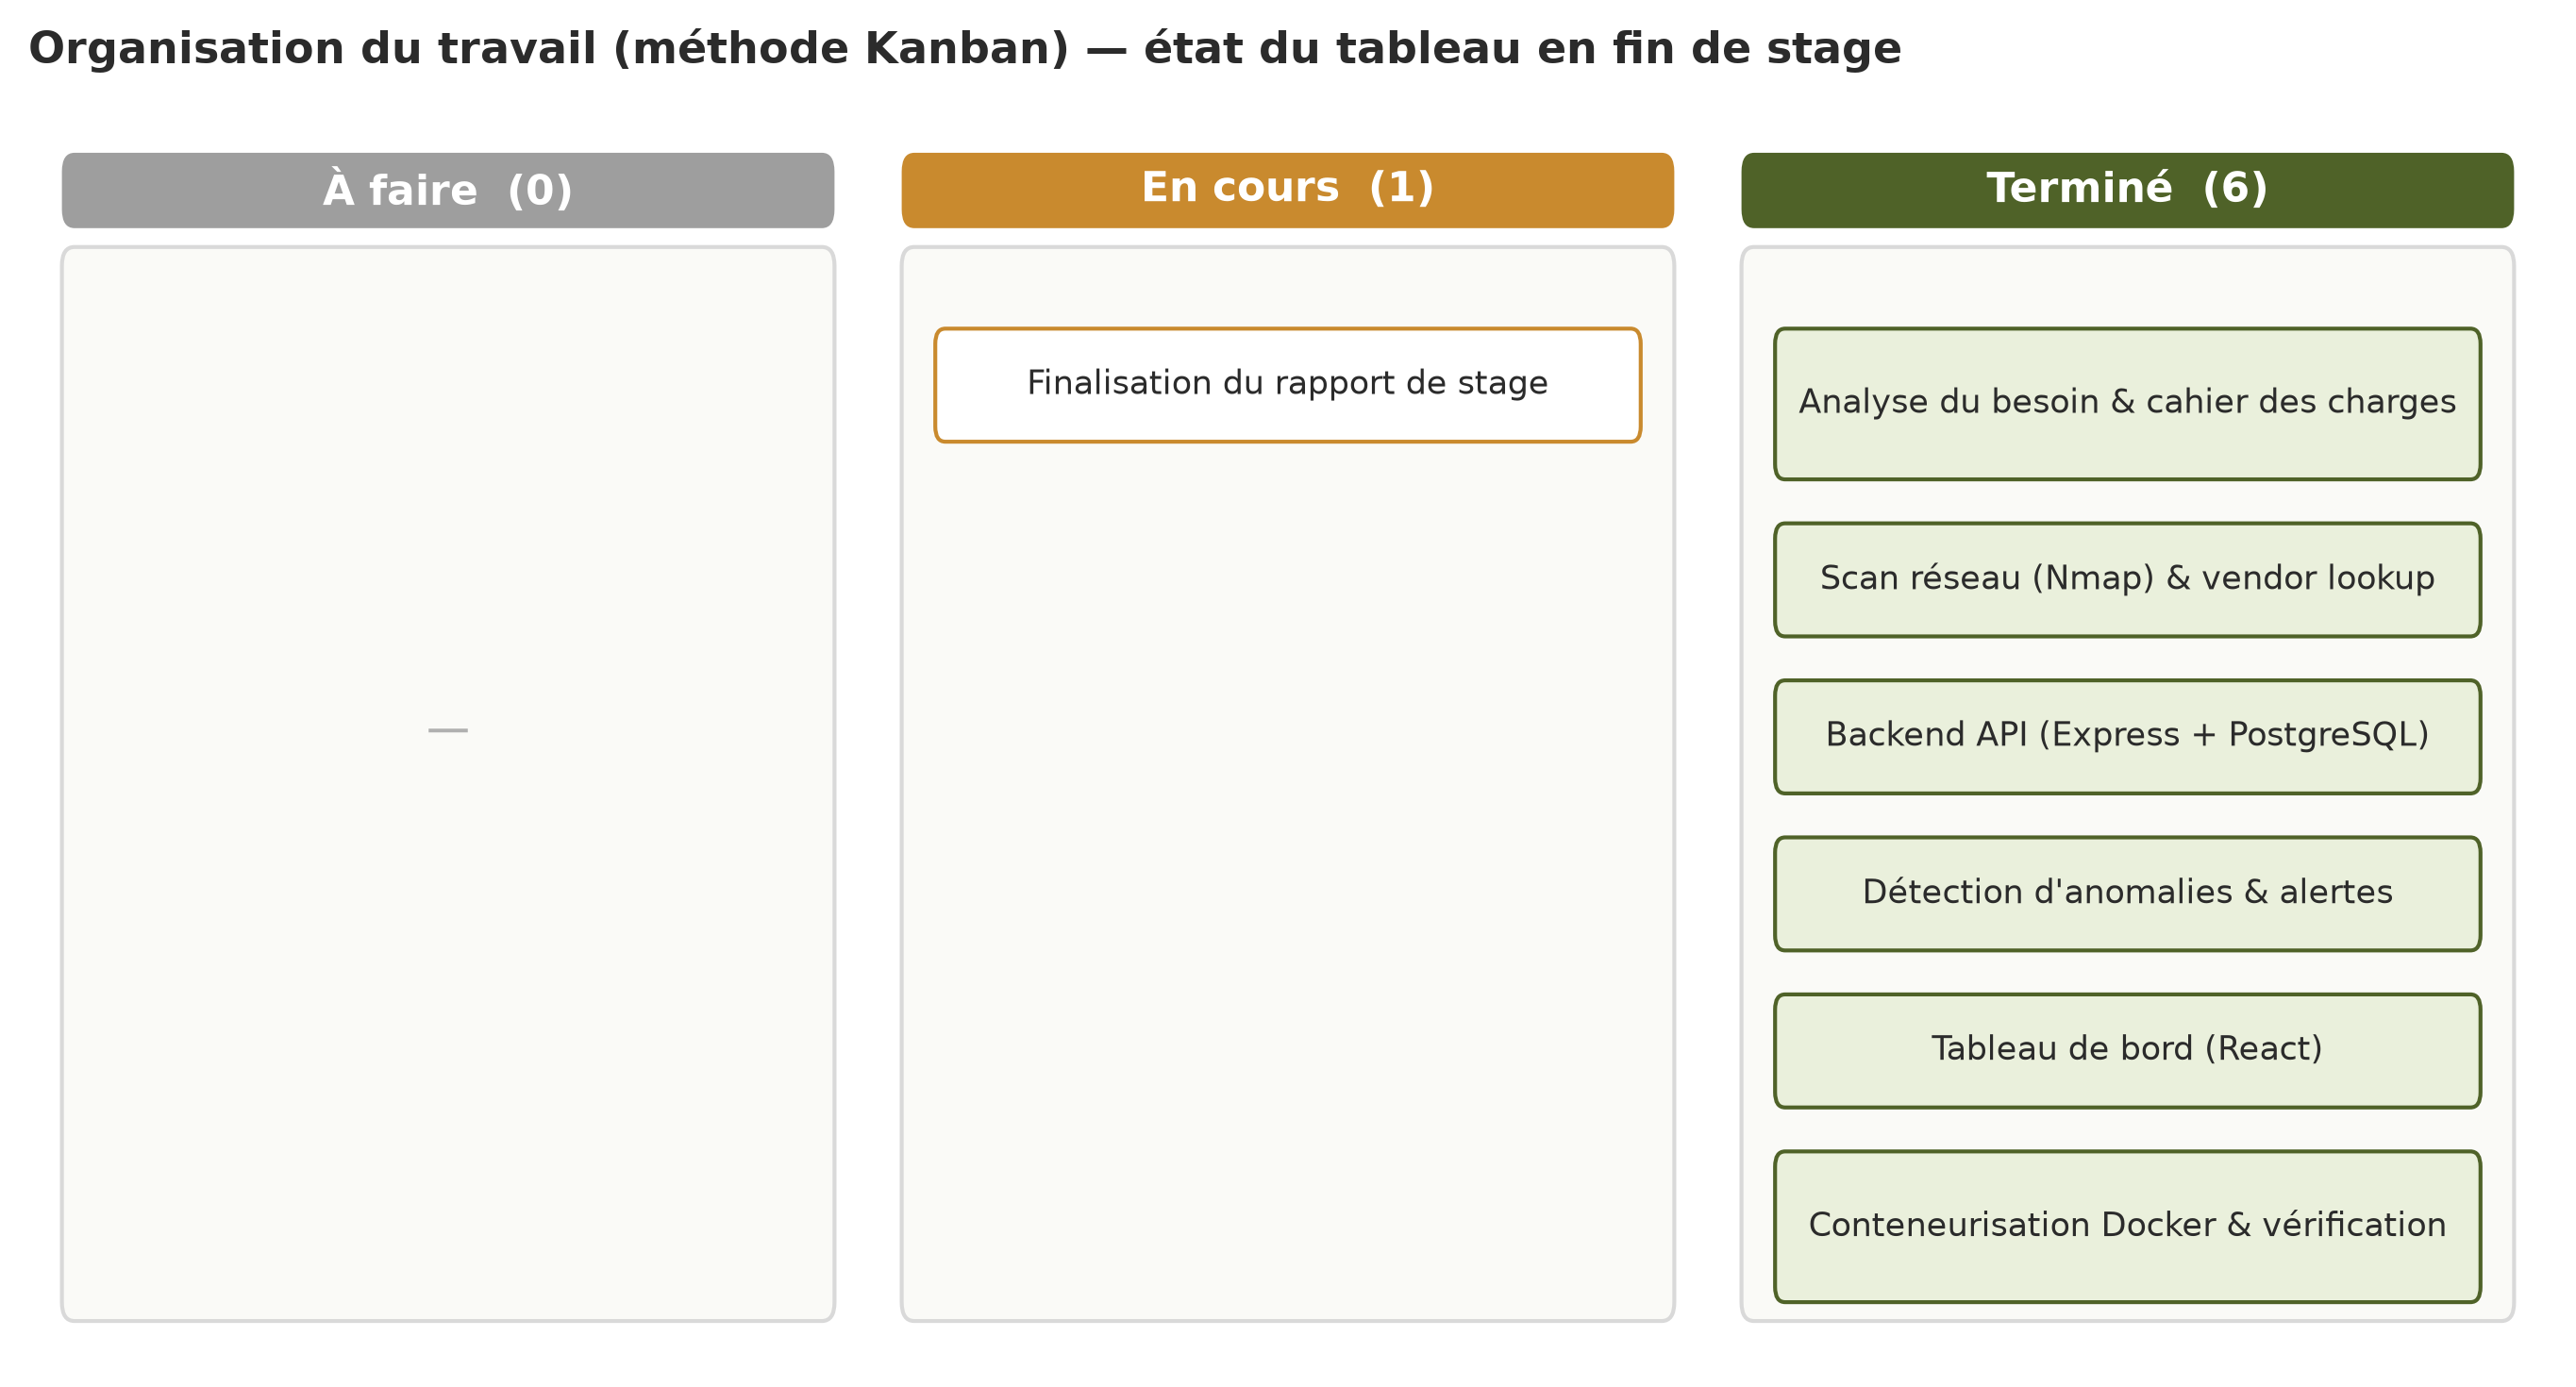 Organisation du travail (méthode Kanban) — état du tableau en fin de stage
À faire  (0)
—
En cours  (1)
Finalisation du rapport de stage
Terminé  (6)
Analyse du besoin & cahier des charges
Scan réseau (Nmap) & vendor lookup
Backend API (Express + PostgreSQL)
Détection d'anomalies & alertes
Tableau de bord (React)
Conteneurisation Docker & vérification